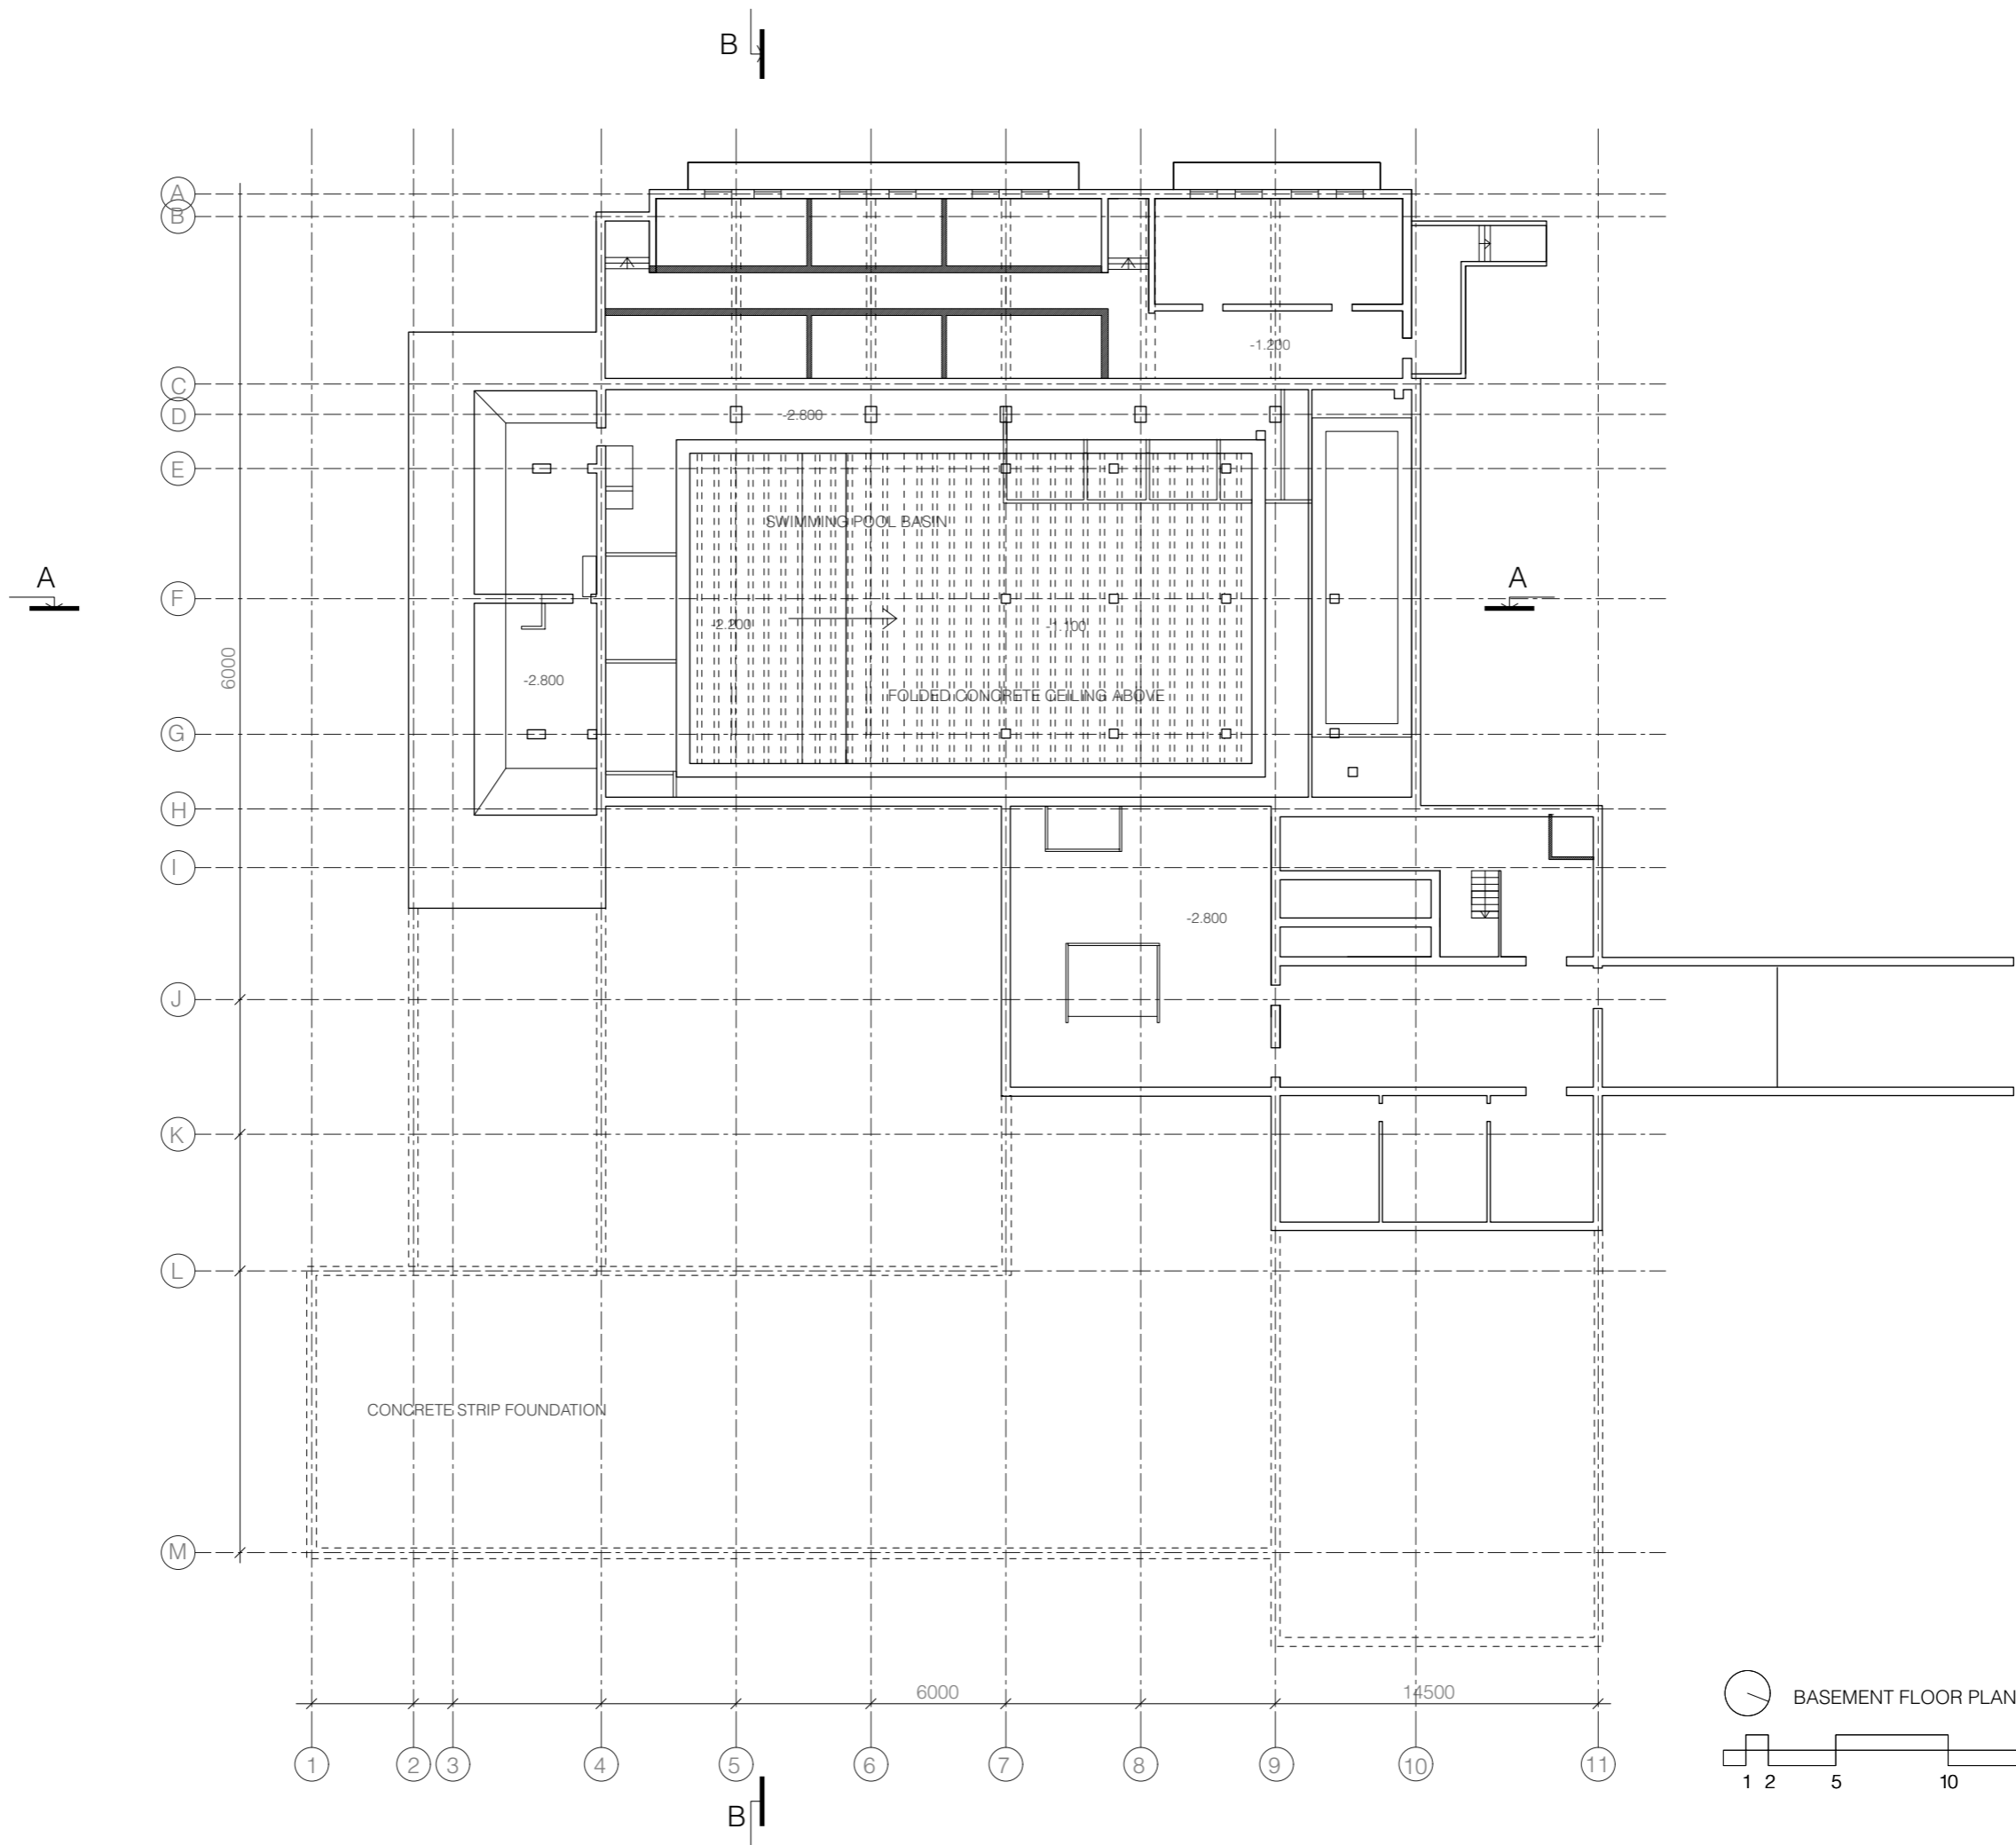 B
A
B
C
D
-1.200
-2.800
E
SWIMMING POOL BASIN
A
A
F
-2.200
-1.100
6000
-2.800
FOLDED CONCRETE CEILING ABOVE
G
H
I
-2.800
J
K
L
CONCRETE STRIP FOUNDATION
M
6000
14500
BASEMENT FLOOR PLAN
1 2 3 4 5 6 7 8 9 10 11
1 2 5 10
B